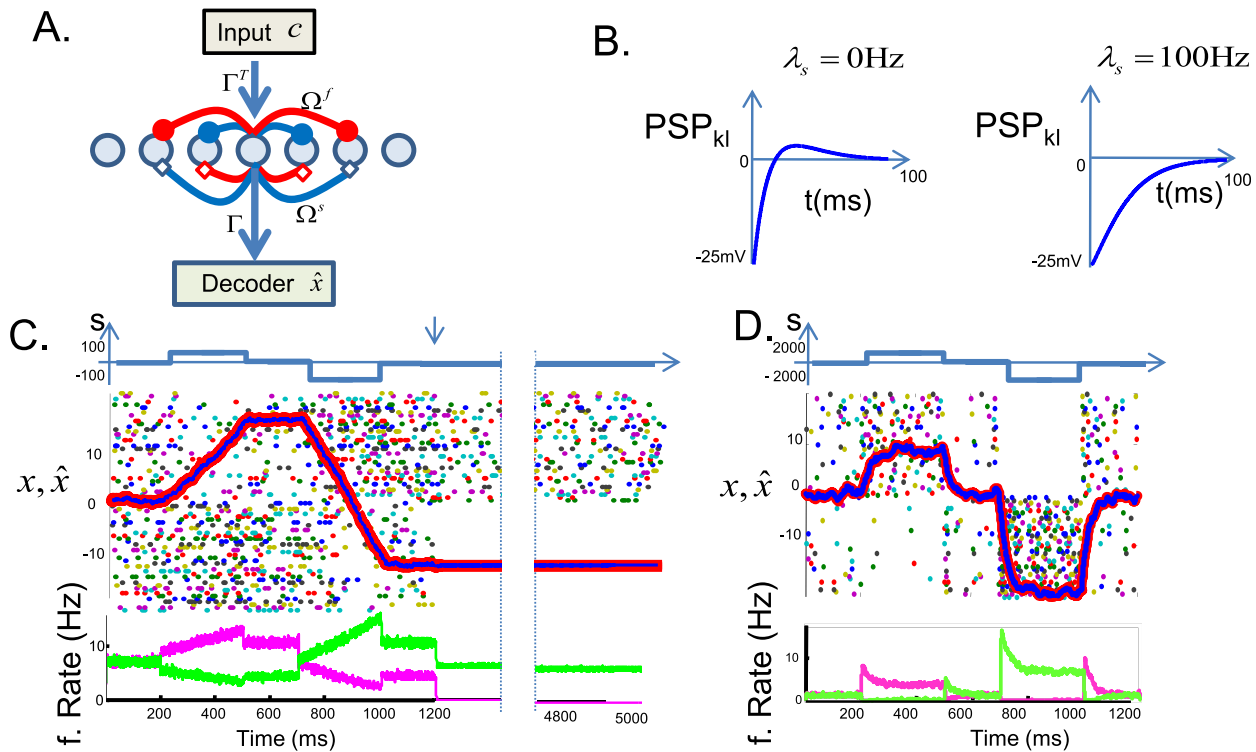 A.
Input c
Γ^T
Ω^f
Γ
Ω^s
Decoder x̂
B.
λ_s = 0Hz
λ_s = 100Hz
PSP_kl
0
100
t(ms)
-25mV
PSP_kl
0
100
t(ms)
-25mV
C.
s
100
-100
10
x, x̂
0
-10
f. Rate (Hz)
10
0
200 400 600 800 1000 1200 4800 5000
Time (ms)
D.
s
2000
-2000
10
x, x̂
0
-10
f. Rate (Hz)
10
0
200 400 600 800 1000 1200
Time (ms)